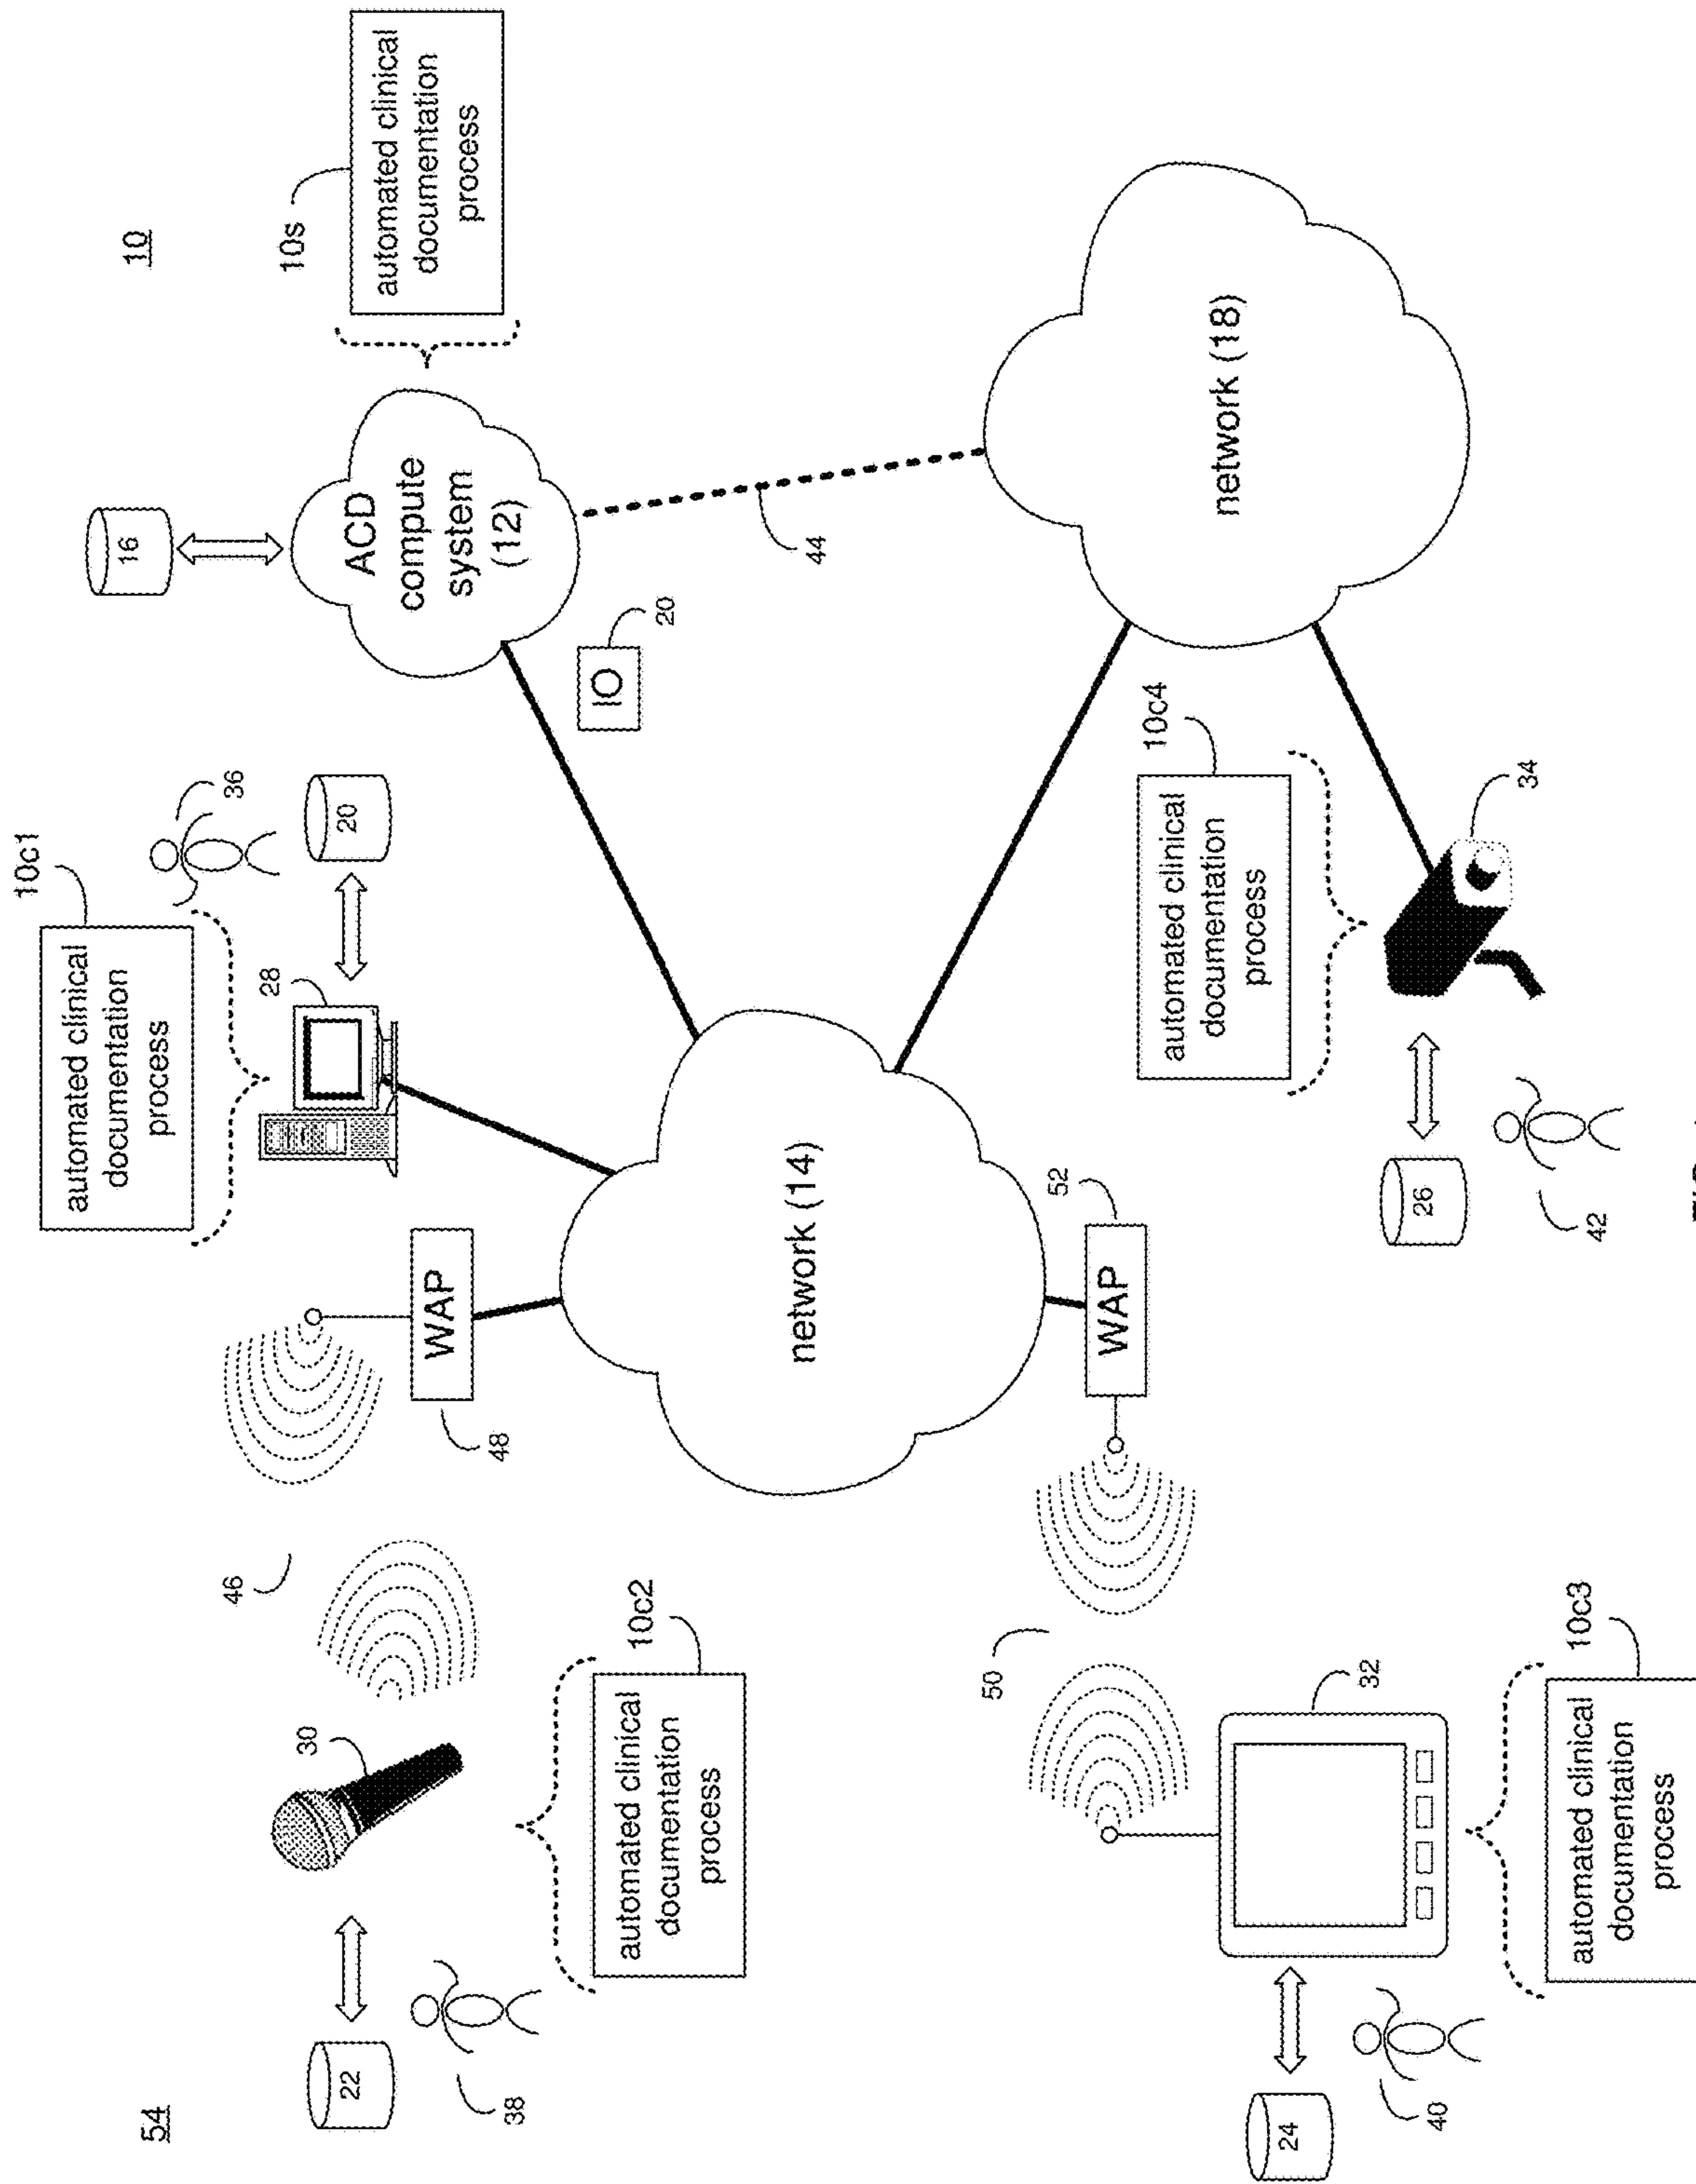 54
10
10c1
automated clinical
documentation
process
10s
automated clinical
documentation
process
16
ACD
compute
system
(12)
36
20
28
46
30
22
38
48
WAP
IO
20
44
10c2
automated clinical
documentation
process
network (14)
network (18)
50
52
WAP
10c4
automated clinical
documentation
process
34
26
42
32
24
40
10c3
automated clinical
documentation
process